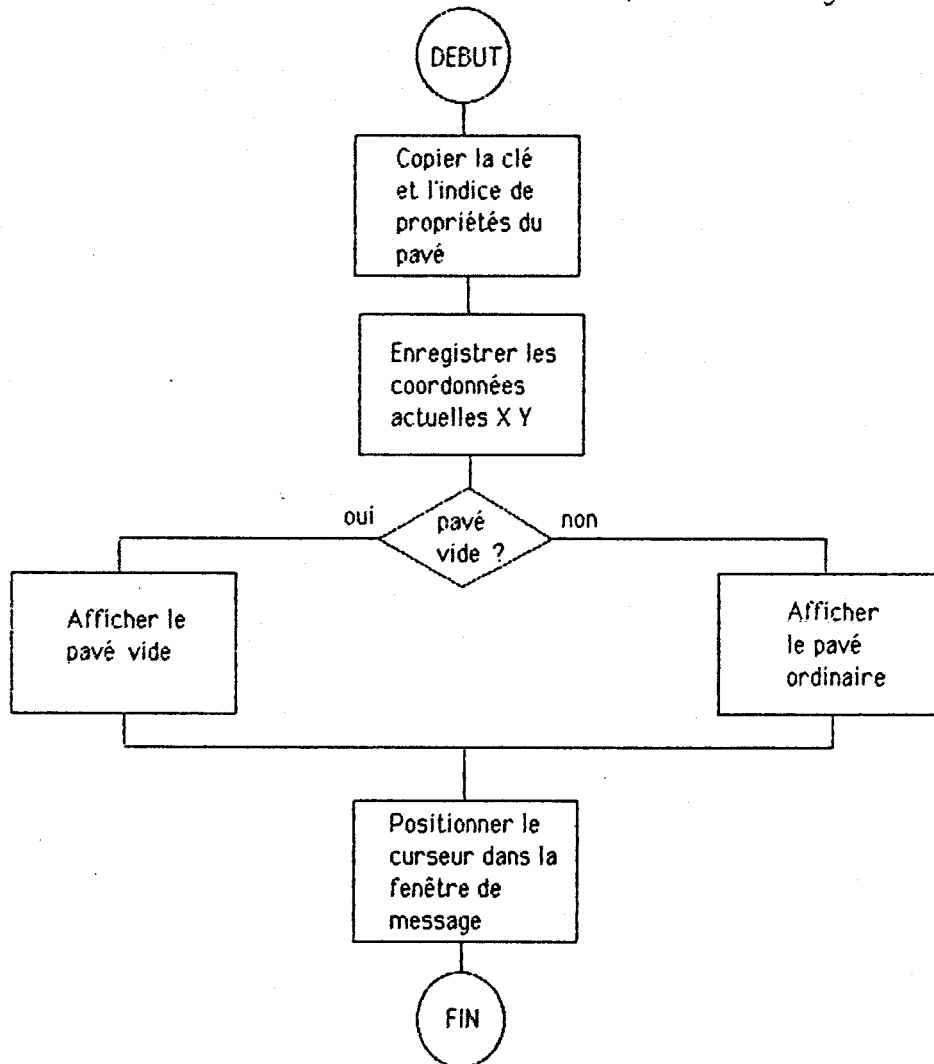 DEBUT
Copier la clé
et l'indice de
propriétés du
pavé
Enregistrer les
coordonnées
actuelles X Y
oui
pavé
vide ?
non
Afficher le
pavé vide
Afficher
le pavé
ordinaire
Positionner le
curseur dans la
fenêtre de
message
FIN